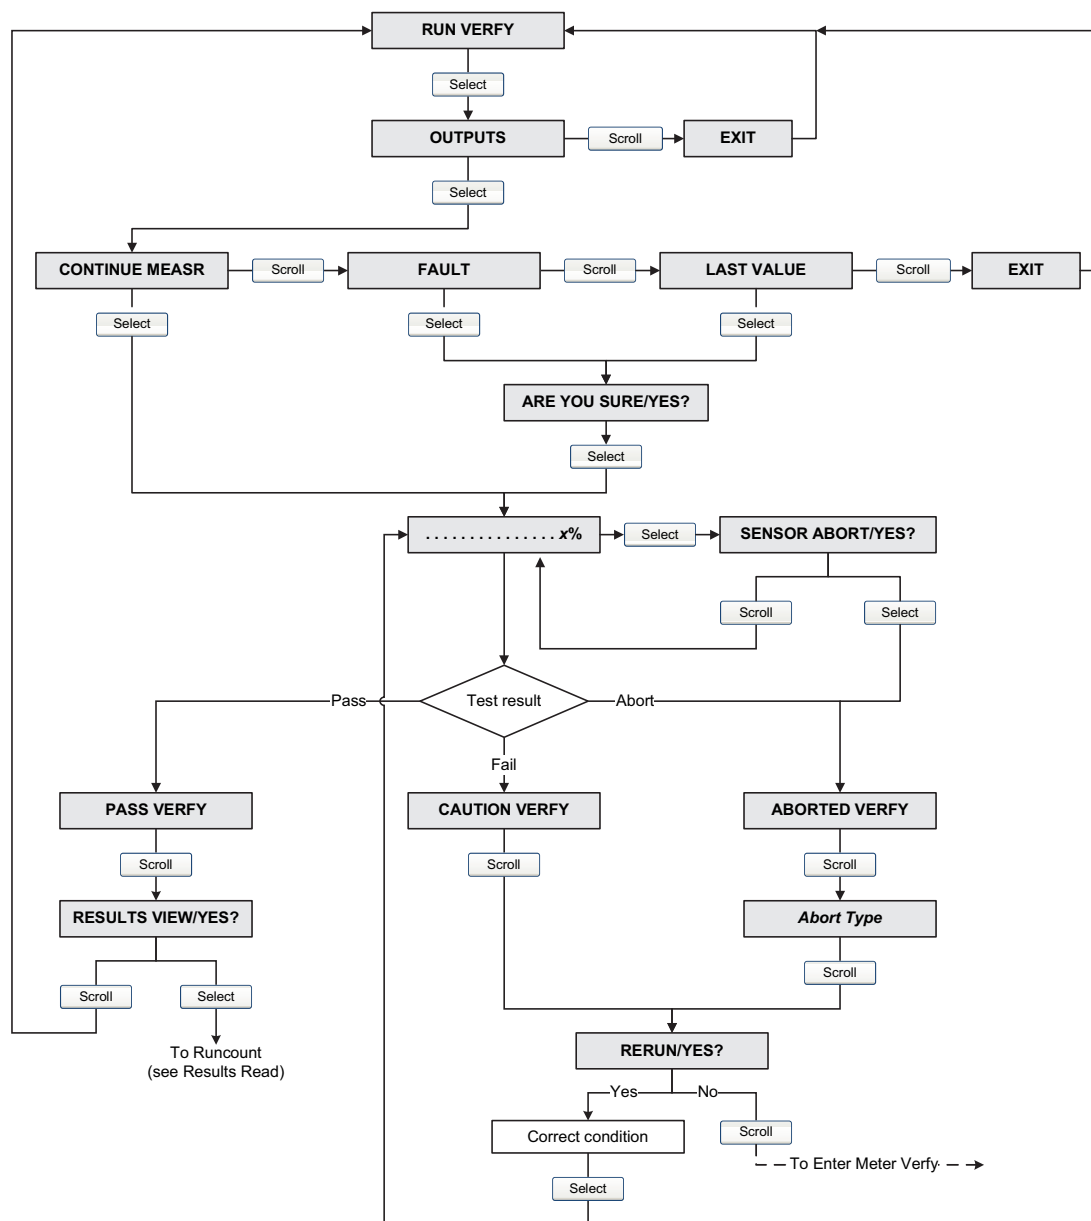 RUN VERFY
Select
OUTPUTS
Scroll
EXIT
Select
CONTINUE MEASR
Scroll
FAULT
Scroll
LAST VALUE
Scroll
EXIT
Select
Select
Select
ARE YOU SURE/YES?
Select
. . . . . . . . . . . . . . . x%
Select
SENSOR ABORT/YES?
Scroll
Select
Pass
Test result
Abort
Fail
PASS VERFY
CAUTION VERFY
ABORTED VERFY
Scroll
Scroll
Scroll
RESULTS VIEW/YES?
Abort Type
Scroll
Select
Scroll
To Runcount
(see Results Read)
RERUN/YES?
Yes
No
Correct condition
Scroll
To Enter Meter Verfy
Select